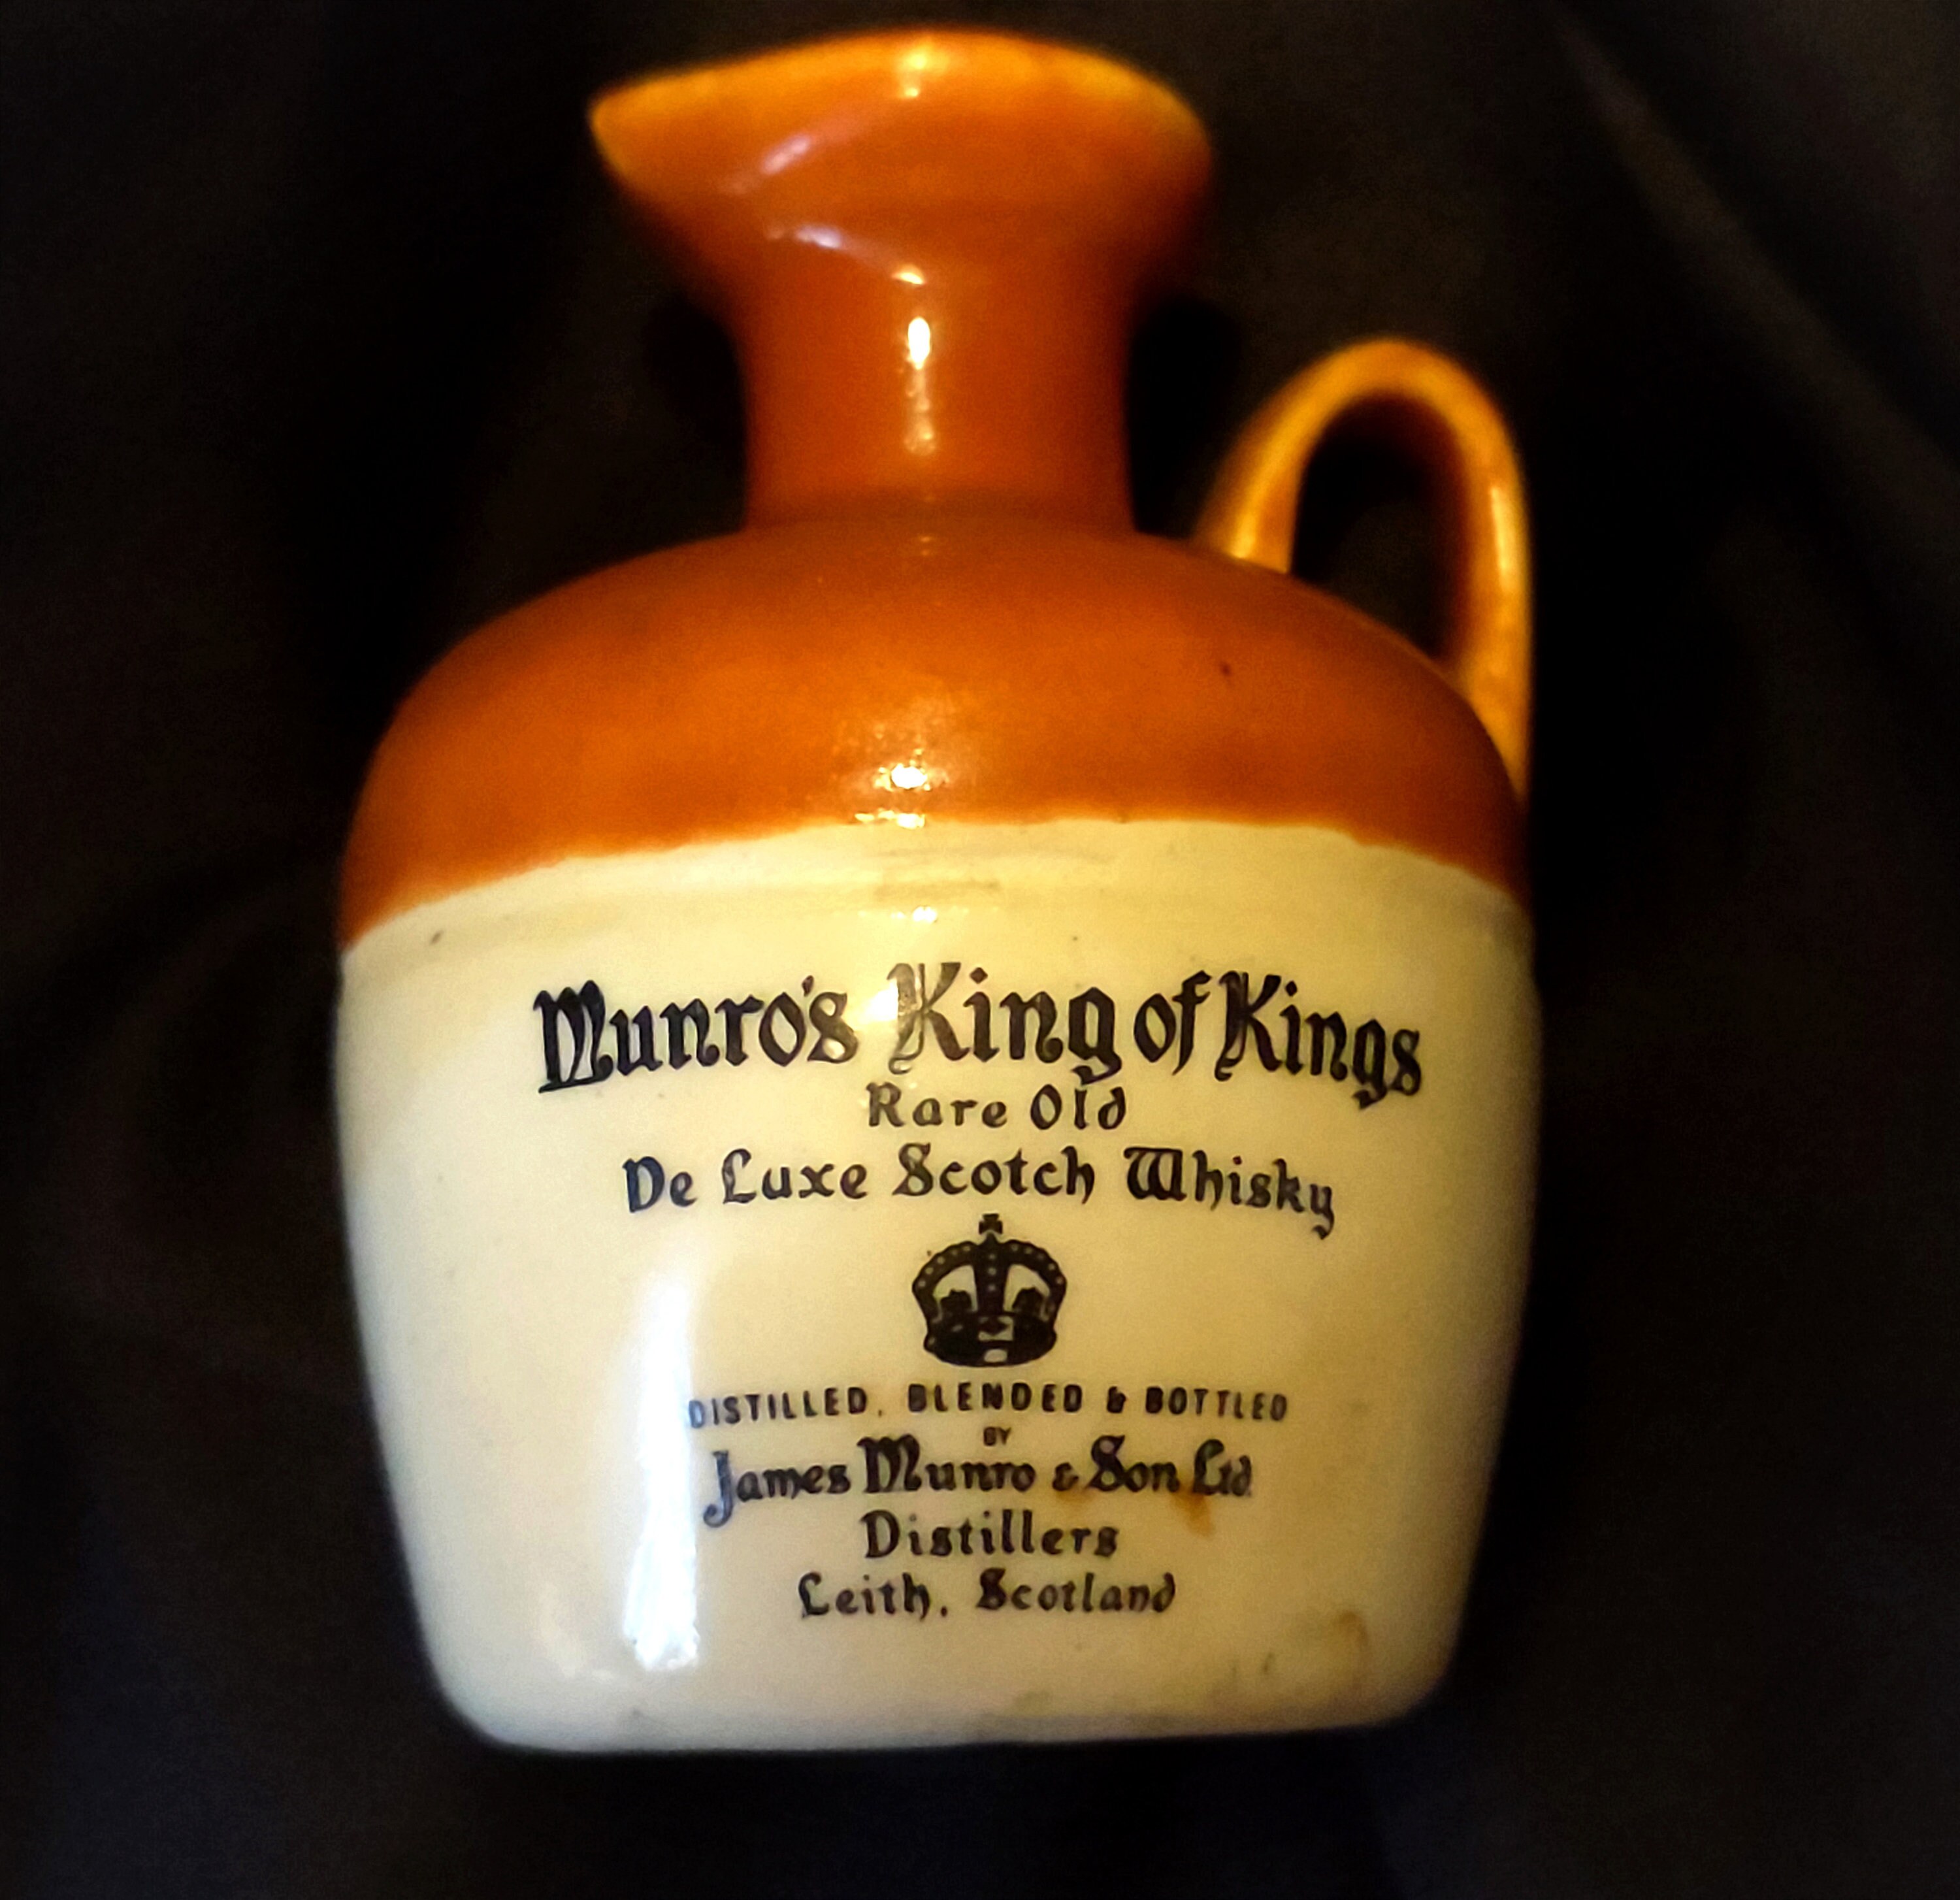 Munro's King of Kings
Rare Old
De Luxe Scotch Whisky
DISTILLED, BLENDED & BOTTLED
BY
James Munro & Son Ltd
Distillers
Leith, Scotland